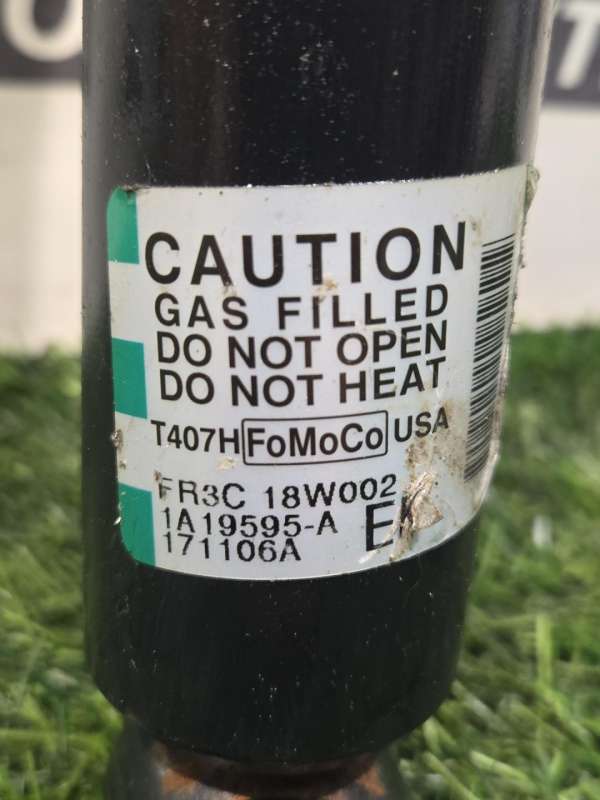 CAUTION
GAS FILLED
DO NOT OPEN
DO NOT HEAT
T407H FoMoCo USA
FR3C 18W002
1A19595-A
171106A